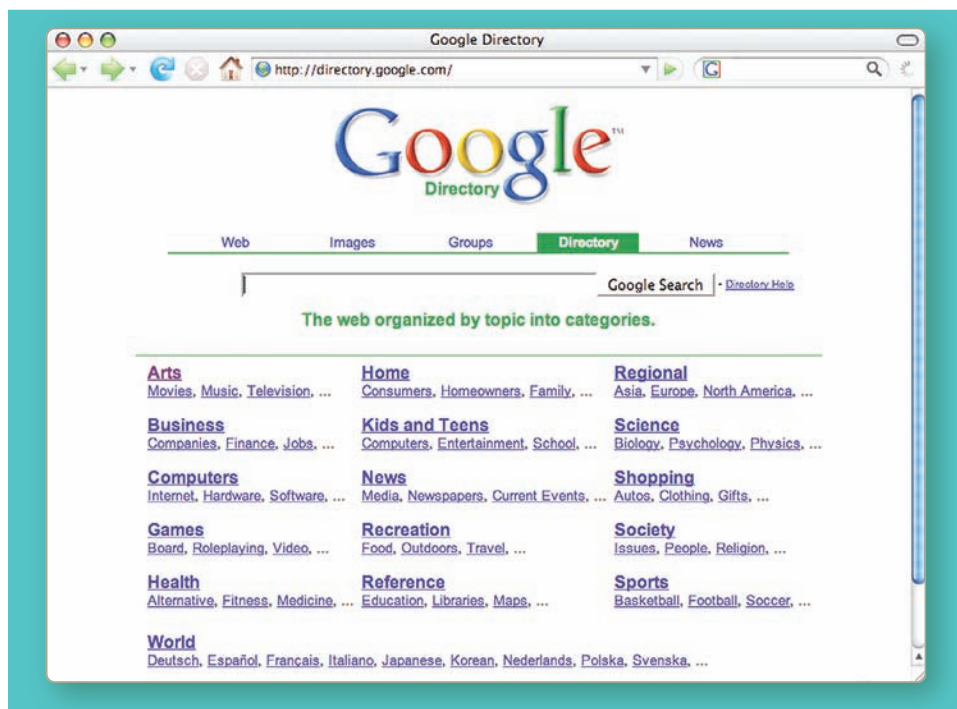 Google Directory
http://directory.google.com/
G
Google™
Directory
Web Images Groups Directory News
Google Search • Directory Help
The web organized by topic into categories.
Arts
Movies, Music, Television, ...
Home
Consumers, Homeowners, Family, ...
Regional
Asia, Europe, North America, ...
Business
Companies, Finance, Jobs, ...
Kids and Teens
Computers, Entertainment, School, ...
Science
Biology, Psychology, Physics, ...
Computers
Internet, Hardware, Software, ...
News
Media, Newspapers, Current Events, ...
Shopping
Autos, Clothing, Gifts, ...
Games
Board, Roleplaying, Video, ...
Recreation
Food, Outdoors, Travel, ...
Society
Issues, People, Religion, ...
Health
Alternative, Fitness, Medicine, ...
Reference
Education, Libraries, Maps, ...
Sports
Basketball, Football, Soccer, ...
World
Deutsch, Español, Français, Italiano, Japanese, Korean, Nederlands, Polska, Svenska, ...